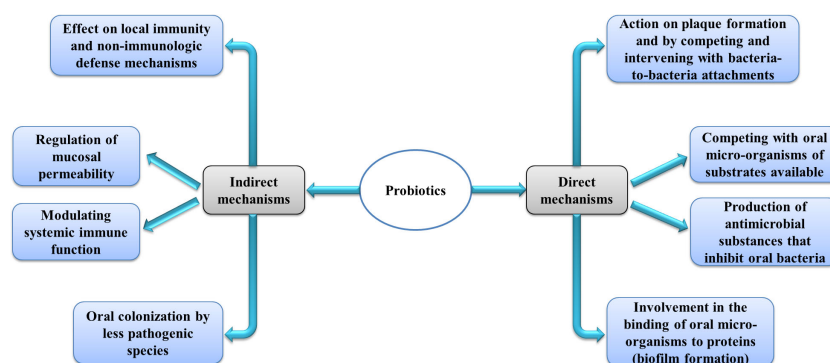 Effect on local immunity
and non-immunologic
defense mechanisms
Regulation of
mucosal
permeability
Modulating
systemic immune
function
Oral colonization by
less pathogenic
species
Indirect
mechanisms
Probiotics
Direct
mechanisms
Action on plaque formation
and by competing and
intervening with bacteria-
to-bacteria attachments
Competing with oral
micro-organisms of
substrates available
Production of
antimicrobial
substances that
inhibit oral bacteria
Involvement in the
binding of oral micro-
organisms to proteins
(biofilm formation)